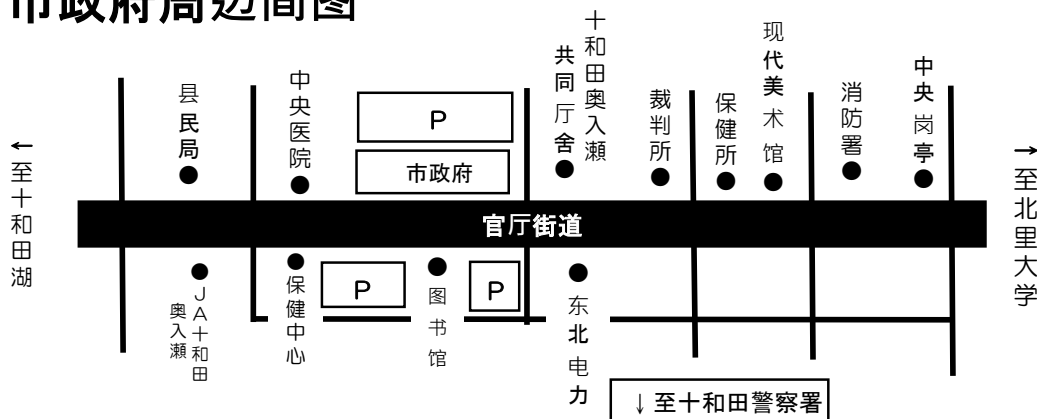 市政府周边简图
←至十和田湖
县民局
中央医院
P
市政府
共同厅舍
十和田奥入瀬
裁判所
保健所
现代美术馆
消防署
中央岗亭
→至北里大学
官厅街道
JA十和田
奥入瀬
保健中心
P
图书馆
P
东北电力
↓至十和田警察署